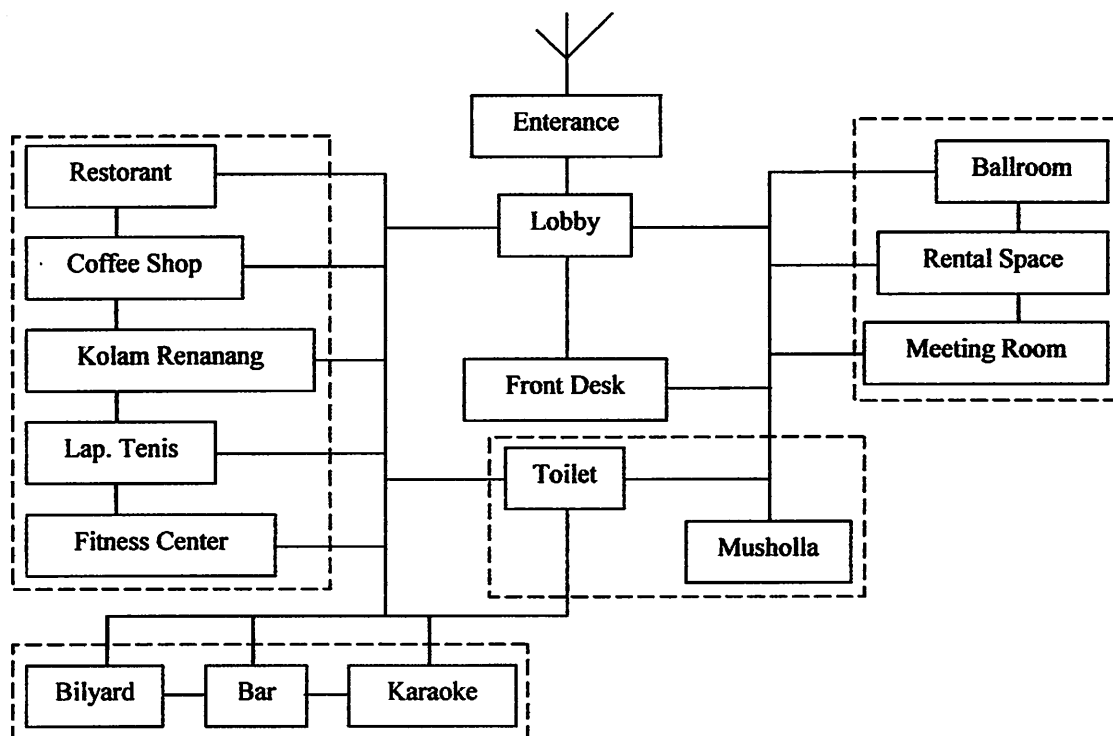 Enterance
Restorant
Ballroom
Lobby
Coffee Shop
Rental Space
Kolam Renanang
Meeting Room
Front Desk
Lap. Tenis
Toilet
Fitness Center
Musholla
Bilyard
Bar
Karaoke